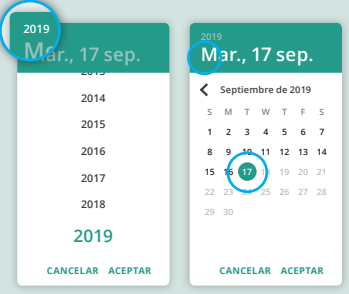 2019
Mar., 17 sep.
2013
2014
2015
2016
2017
2018
2019
CANCELAR ACEPTAR
2019
Mar., 17 sep.
Septiembre de 2019
S M T W T F S
1 2 3 4 5 6 7
8 9 10 11 12 13 14
15 16 17 18 19 20 21
22 23 24 25 26 27 28
29 30
CANCELAR ACEPTAR